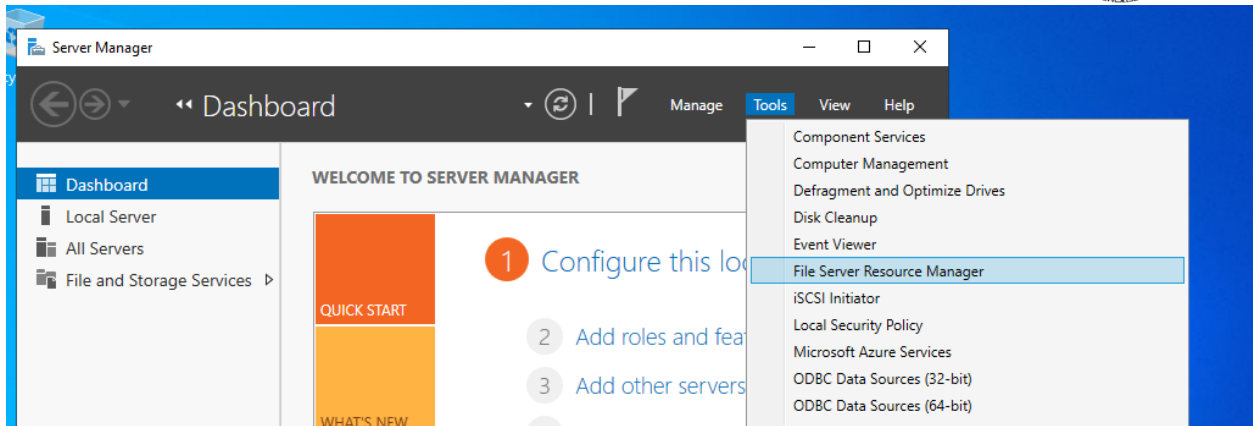 Server Manager
Dashboard
Manage Tools View Help
Dashboard
Local Server
All Servers
File and Storage Services
WELCOME TO SERVER MANAGER
QUICK START
WHAT'S NEW
1 Configure this loc
2 Add roles and fea
3 Add other servers
Component Services
Computer Management
Defragment and Optimize Drives
Disk Cleanup
Event Viewer
File Server Resource Manager
iSCSI Initiator
Local Security Policy
Microsoft Azure Services
ODBC Data Sources (32-bit)
ODBC Data Sources (64-bit)